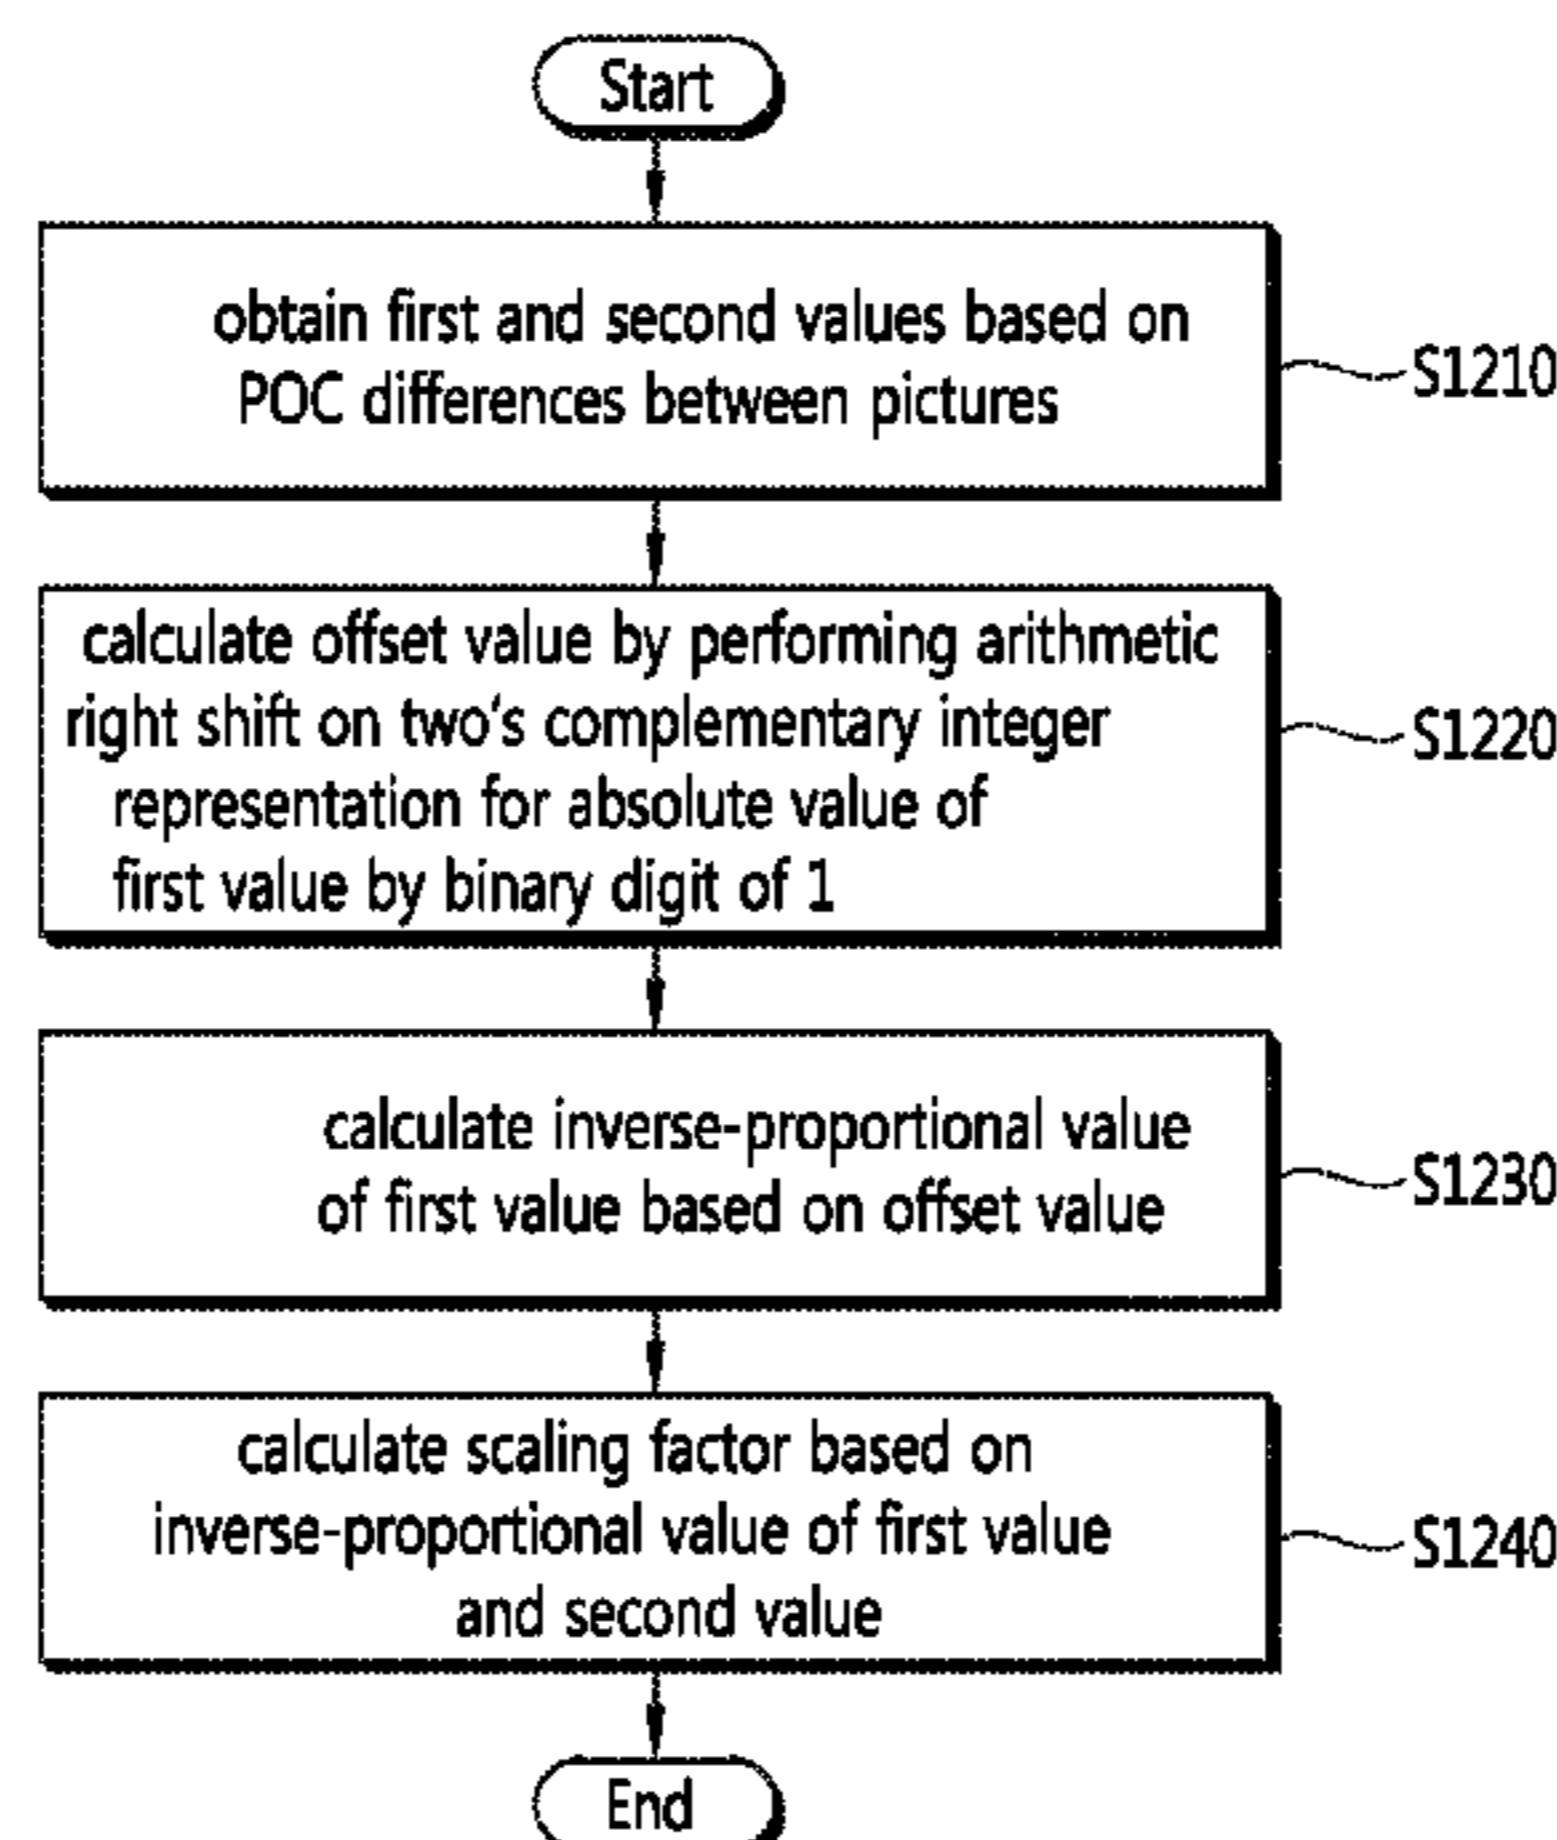 Start
obtain first and second values based on
POC differences between pictures
S1210
calculate offset value by performing arithmetic
right shift on two's complementary integer
representation for absolute value of
first value by binary digit of 1
S1220
calculate inverse-proportional value
of first value based on offset value
S1230
calculate scaling factor based on
inverse-proportional value of first value
and second value
S1240
End